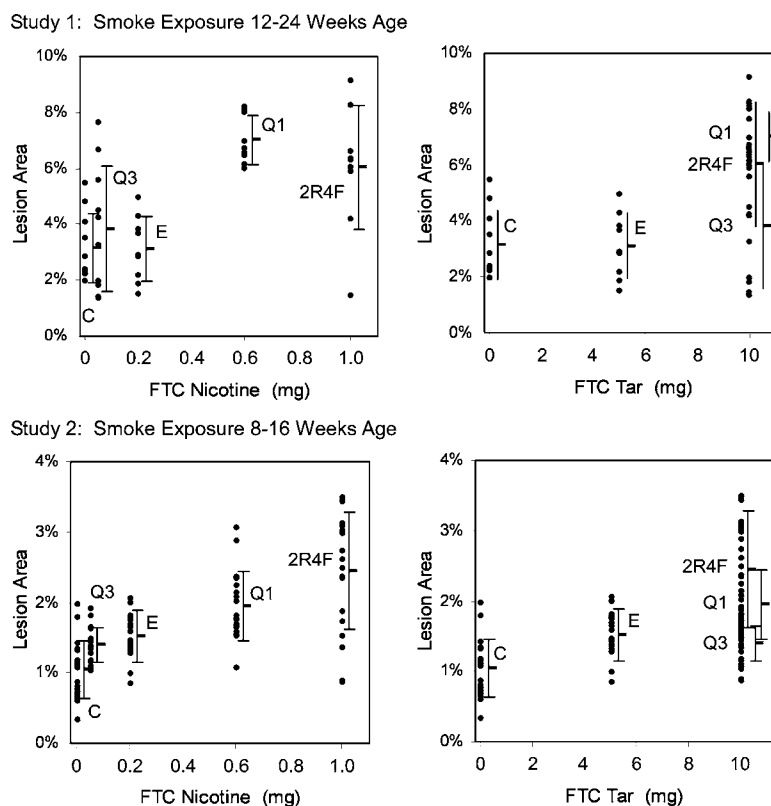 Study 1: Smoke Exposure 12-24 Weeks Age
10%
8%
6%
4%
2%
0%
Lesion Area
Q1
Q3
2R4F
E
C
0
0.2
0.4
0.6
0.8
1.0
FTC Nicotine (mg)
10%
8%
6%
4%
2%
0%
Lesion Area
Q1
2R4F
C
E
Q3
0
2
4
6
8
10
FTC Tar (mg)
Study 2: Smoke Exposure 8-16 Weeks Age
4%
3%
2%
1%
0%
Lesion Area
2R4F
Q3
Q1
E
C
0
0.2
0.4
0.6
0.8
1.0
FTC Nicotine (mg)
4%
3%
2%
1%
0%
Lesion Area
2R4F
Q1
E
Q3
C
0
2
4
6
8
10
FTC Tar (mg)